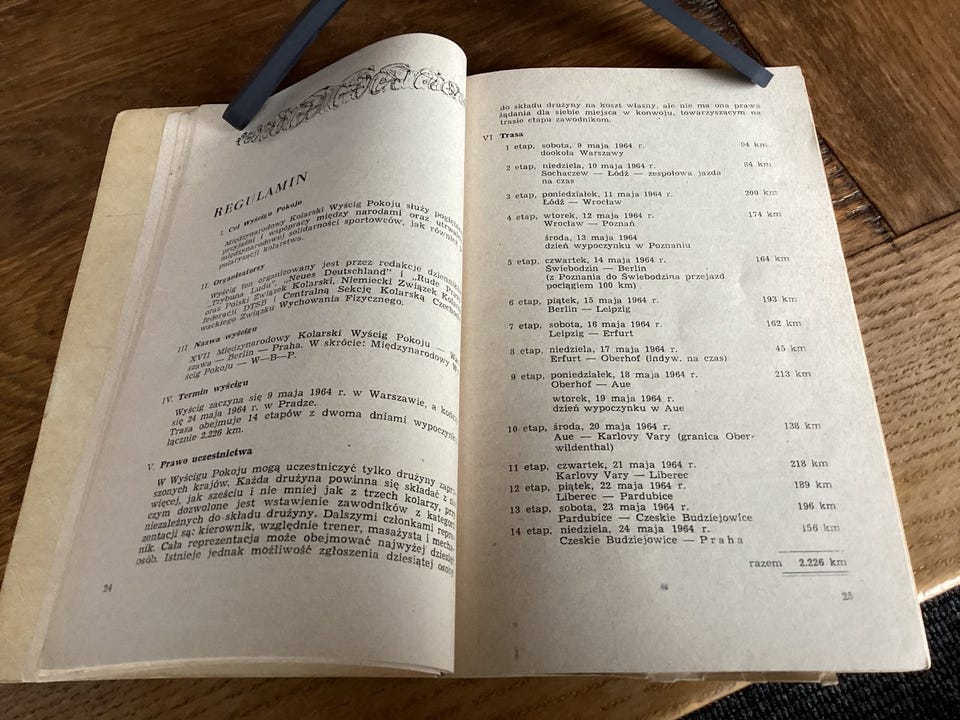 REGULAMIN
I. Cel Wyścigu Pokoju
Międzynarodowy Kolarski Wyścig Pokoju służy
przyjaźni i współpracy między narodami oraz
międzynarodowej solidarności sportowców, jak również
polaryzacji kolarstwa.
II. Organizatorzy
Wyścig ten organizowany jest przez redakcje
"Trybuna Ludu" „Neues Deutschland" i „Rude
oraz Polski Związek Kolarski, Niemiecki Związek
federacji DTSB i Centralną Sekcję Kolarską
wackiego Związku Wychowania Fizycznego.
III. Nazwa wyścigu
XVII Międzynarodowy Kolarski Wyścig Pokoju —
szawa — Berlin — Praha. W skrócie: Międzynarodowy
ścig Pokoju — W—B—P.
IV. Termin wyścigu
Wyścig zaczyna się 9 maja 1964 r. w Warszawie, a
się 24 maja 1964 r. w Pradze.
Trasa obejmuje 14 etapów z dwoma dniami
łącznie 2.226 km.
V. Prawo uczestnictwa
W Wyścigu Pokoju mogą uczestniczyć tylko drużyny
szonych krajów. Każda drużyna powinna się składać z
więcej, jak sześciu i nie mniej jak z trzech kolarzy,
czym dozwolone jest wstawienie zawodników z kategorii
niezależnych do składu drużyny. Dalszymi członkami
zentacji są: kierownik, względnie trener, masażysta i
nik. Cała reprezentacja może obejmować najwyżej
osób. Istnieje jednak możliwość zgłoszenia dziesiątej osoby
24
do składu drużyny na koszt własny, ale nie ma ona prawa
żądania dla siebie miejsca w konwoju, towarzyszącym na
trasie etapu zawodnikom.
VI Trasa
1 etap, sobota, 9 maja 1964 r. 94 km
dookoła Warszawy
2 etap, niedziela, 10 maja 1964 r. 84 km
Sochaczew — Łódź — zespołowa jazda
na czas
3 etap, poniedziałek, 11 maja 1964 r. 200 km
Łódź — Wrocław
4 etap, wtorek, 12 maja 1964 r. 174 km
Wrocław — Poznań
środa, 13 maja 1964
dzień wypoczynku w Poznaniu
5 etap, czwartek, 14 maja 1964 r. 164 km
Świebodzin — Berlin
(z Poznania do Świebodzina przejazd
pociągiem 100 km)
6 etap, piątek, 15 maja 1964 r. 193 km
Berlin — Leipzig
7 etap, sobota, 16 maja 1964 r. 162 km
Leipzig — Erfurt
8 etap, niedziela, 17 maja 1964 r. 45 km
Erfurt — Oberhof (indyw. na czas)
9 etap, poniedziałek, 18 maja 1964 r. 213 km
Oberhof — Aue
wtorek, 19 maja 1964 r.
dzień wypoczynku w Aue
10 etap, środa, 20 maja 1964 r. 138 km
Aue — Karlovy Vary (granica Ober-
wildenthal)
11 etap, czwartek, 21 maja 1964 r. 218 km
Karlovy Vary — Liberec
12 etap, piątek, 22 maja 1964 r. 189 km
Liberec — Pardubice
13 etap, sobota, 23 maja 1964 r. 196 km
Pardubice — Czeskie Budziejowice
14 etap, niedziela, 24 maja 1964 r. 156 km
Czeskie Budziejowice — Praha
razem 2.226 km
25